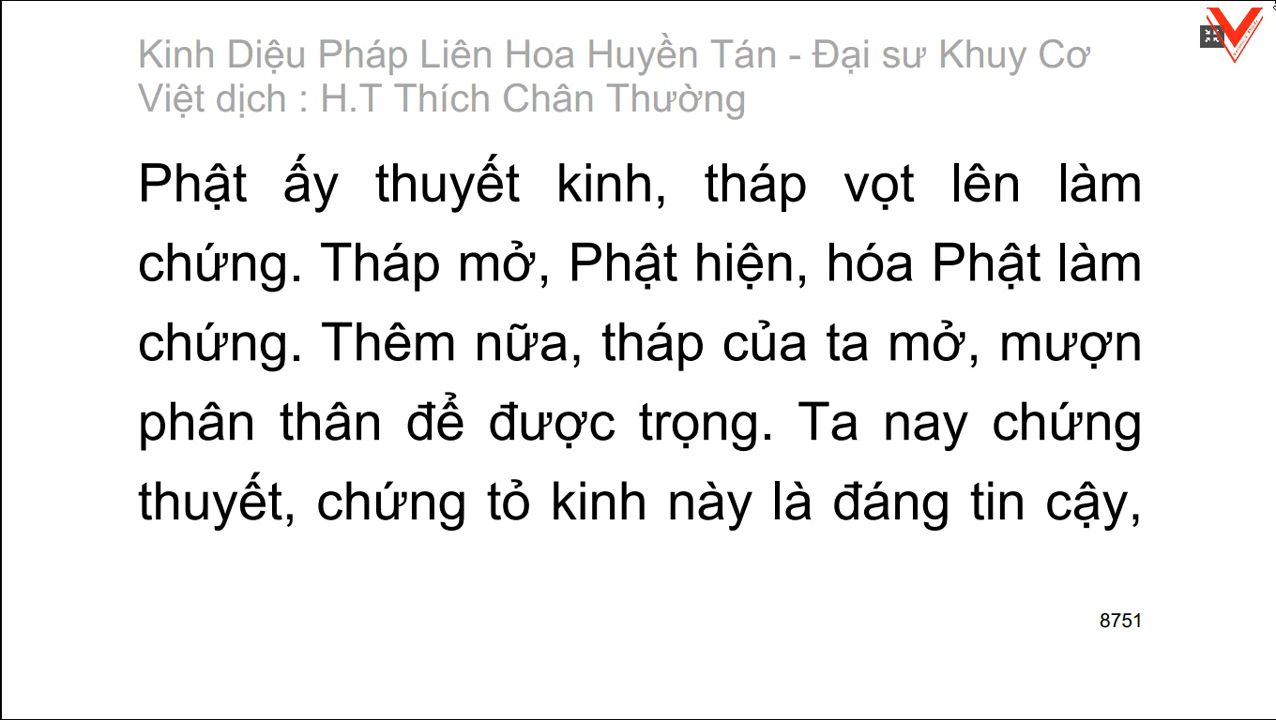 Kinh Diệu Pháp Liên Hoa Huyền Tán - Đại sư Khuy Cơ
Việt dịch : H.T Thích Chân Thường
Phật ấy thuyết kinh, tháp vọt lên làm
chứng. Tháp mở, Phật hiện, hóa Phật làm
chứng. Thêm nữa, tháp của ta mở, mượn
phân thân để được trọng. Ta nay chứng
thuyết, chứng tỏ kinh này là đáng tin cậy,
8751